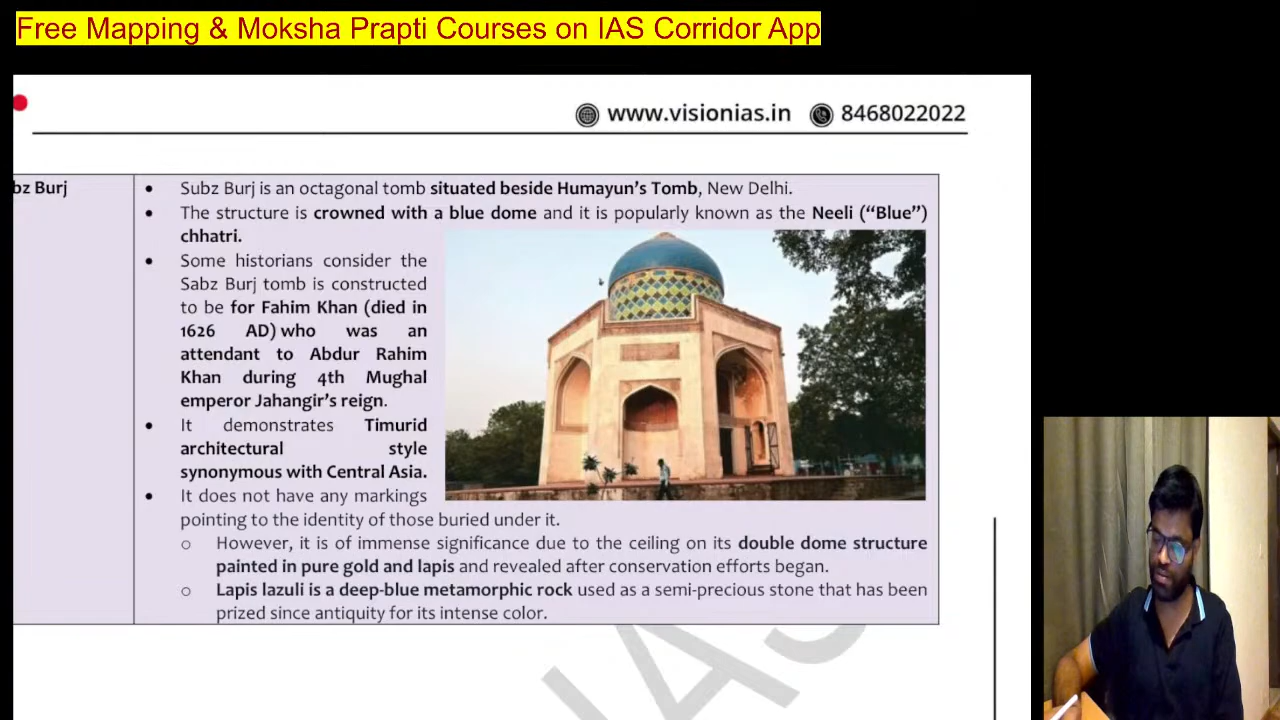 Free Mapping & Moksha Prapti Courses on IAS Corridor App
www.visionias.in 8468022022
bz Burj
• Subz Burj is an octagonal tomb situated beside Humayun's Tomb, New Delhi.
• The structure is crowned with a blue dome and it is popularly known as the Neeli (“Blue”)
chhatri.
• Some historians consider the
Sabz Burj tomb is constructed
to be for Fahim Khan (died in
1626 AD) who was an
attendant to Abdur Rahim
Khan during 4th Mughal
emperor Jahangir's reign.
• It demonstrates Timurid
architectural style
synonymous with Central Asia.
• It does not have any markings
pointing to the identity of those buried under it.
o However, it is of immense significance due to the ceiling on its double dome structure
painted in pure gold and lapis and revealed after conservation efforts began.
o Lapis lazuli is a deep-blue metamorphic rock used as a semi-precious stone that has been
prized since antiquity for its intense color.
IAS